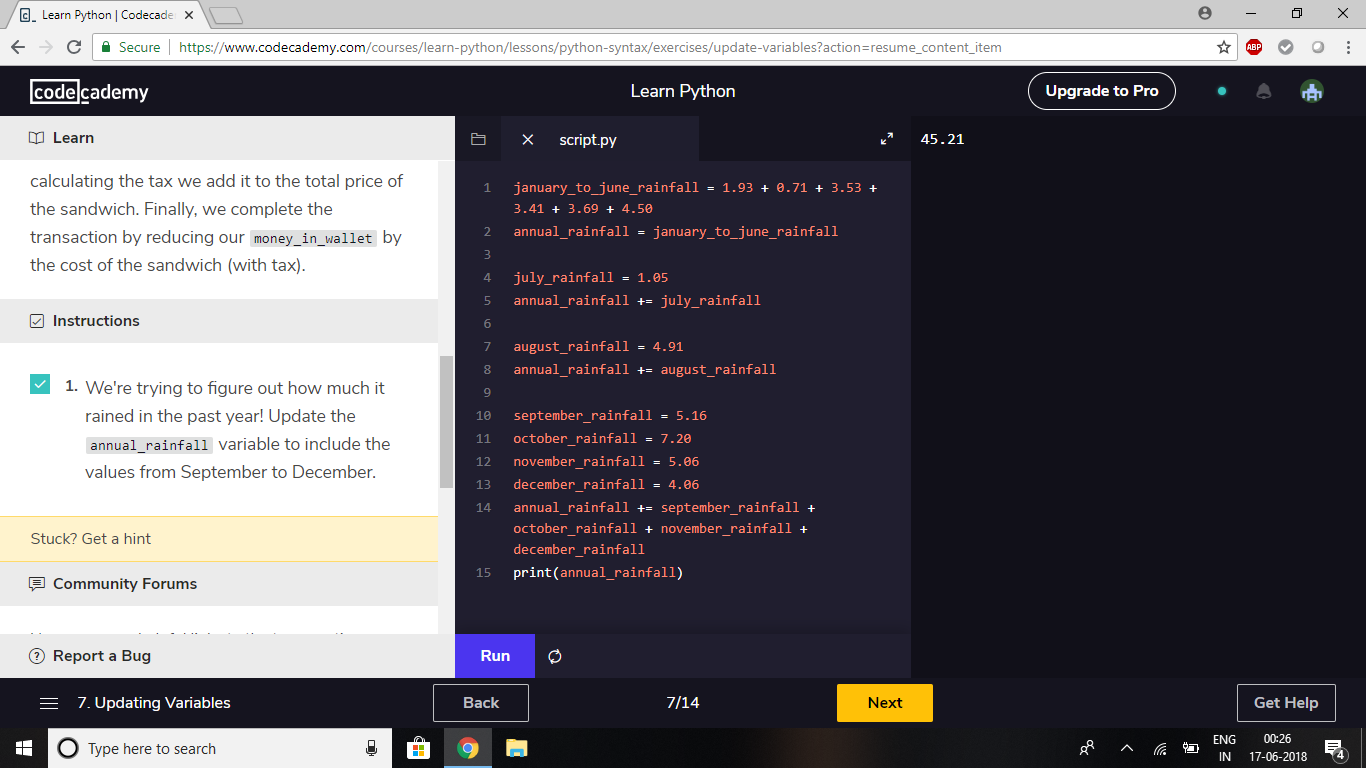 Learn Python | Codecade
Secure
https://www.codecademy.com/courses/learn-python/lessons/python-syntax/exercises/update-variables?action=resume_content_item
ABP
codecademy
Learn Python
Upgrade to Pro
Learn
calculating the tax we add it to the total price of
the sandwich. Finally, we complete the
transaction by reducing our money_in_wallet by
the cost of the sandwich (with tax).
Instructions
1. We're trying to figure out how much it
rained in the past year! Update the
annual_rainfall variable to include the
values from September to December.
Stuck? Get a hint
Community Forums
? Report a Bug
script.py
1 january_to_june_rainfall = 1.93 + 0.71 + 3.53 +
3.41 + 3.69 + 4.50
2 annual_rainfall = january_to_june_rainfall
3
4 july_rainfall = 1.05
5 annual_rainfall += july_rainfall
6
7 august_rainfall = 4.91
8 annual_rainfall += august_rainfall
9
10 september_rainfall = 5.16
11 october_rainfall = 7.20
12 november_rainfall = 5.06
13 december_rainfall = 4.06
14 annual_rainfall += september_rainfall +
october_rainfall + november_rainfall +
december_rainfall
15 print(annual_rainfall)
Run
45.21
7. Updating Variables
Back
7/14
Next
Get Help
Type here to search
ENG
IN
00:26
17-06-2018
4